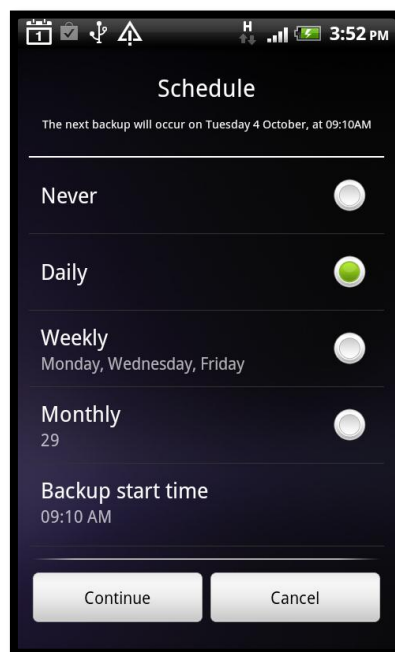 1
H
3:52 PM
Schedule
The next backup will occur on Tuesday 4 October, at 09:10AM
Never
Daily
Weekly
Monday, Wednesday, Friday
Monthly
29
Backup start time
09:10 AM
Continue Cancel